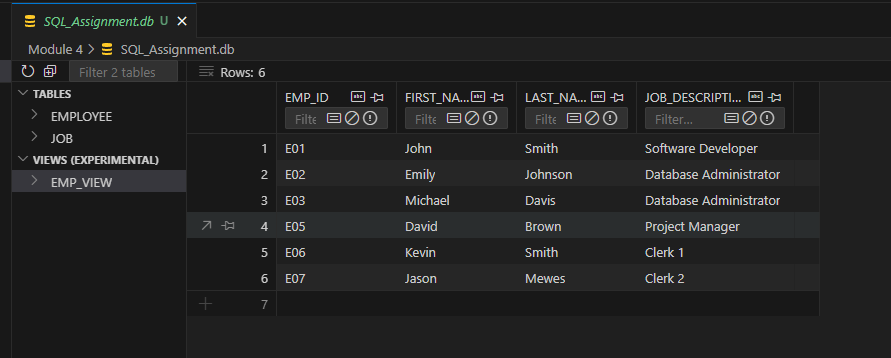 SQL_Assignment.db U
Module 4 > SQL_Assignment.db
Filter 2 tables
Rows: 6
TABLES
EMPLOYEE
JOB
VIEWS (EXPERIMENTAL)
EMP_VIEW
EMP_ID FIRST_NA... LAST_NA... JOB_DESCRIPTI...
Filte Filte Filte Filter...
1 E01 John Smith Software Developer
2 E02 Emily Johnson Database Administrator
3 E03 Michael Davis Database Administrator
4 E05 David Brown Project Manager
5 E06 Kevin Smith Clerk 1
6 E07 Jason Mewes Clerk 2
7